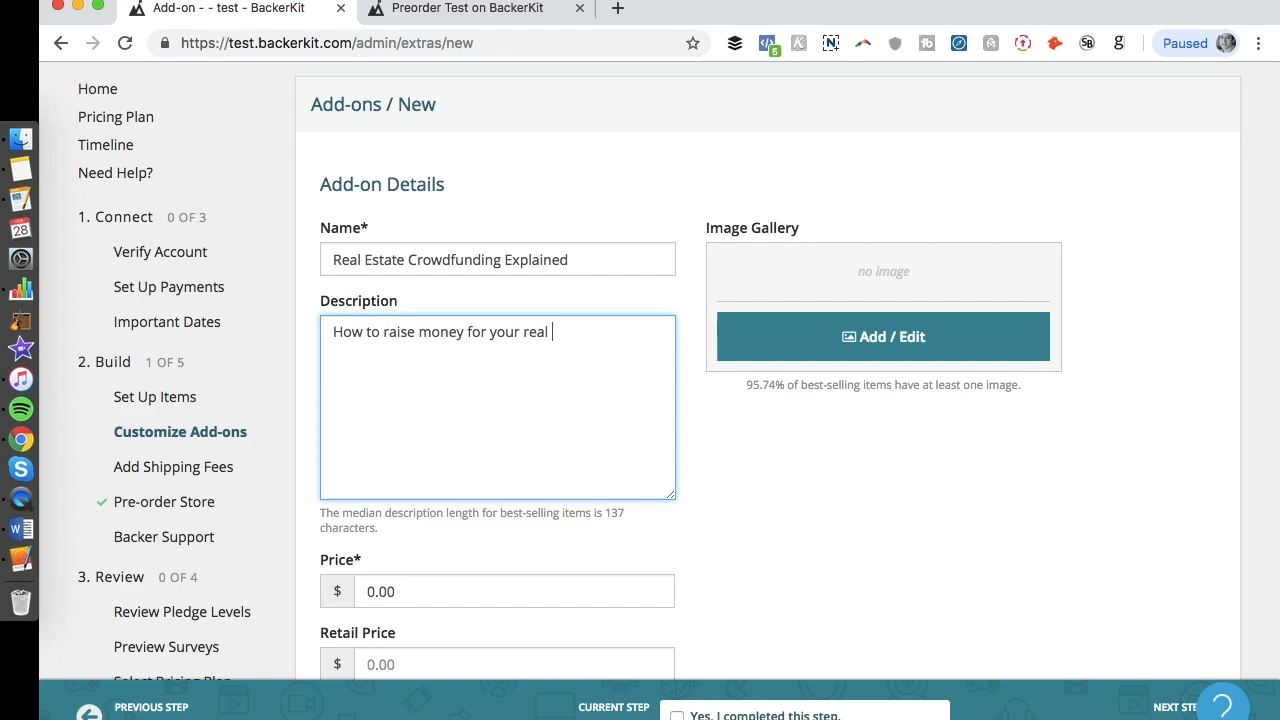 Add-on - - test - BackerKit
Preorder Test on BackerKit
https://test.backerkit.com/admin/extras/new
5
Paused
Home
Pricing Plan
Timeline
Need Help?
1. Connect 0 OF 3
Verify Account
Set Up Payments
Important Dates
2. Build 1 OF 5
Set Up Items
Customize Add-ons
Add Shipping Fees
Pre-order Store
Backer Support
3. Review 0 OF 4
Review Pledge Levels
Preview Surveys
Select Pricing Plan
Add-ons / New
Add-on Details
Name*
Real Estate Crowdfunding Explained
Description
How to raise money for your real
The median description length for best-selling items is 137
characters.
Price*
$ 0.00
Retail Price
$ 0.00
Image Gallery
no image
Add / Edit
95.74% of best-selling items have at least one image.
PREVIOUS STEP
CURRENT STEP
Yes, I completed this step.
NEXT STE
?
FEB
28